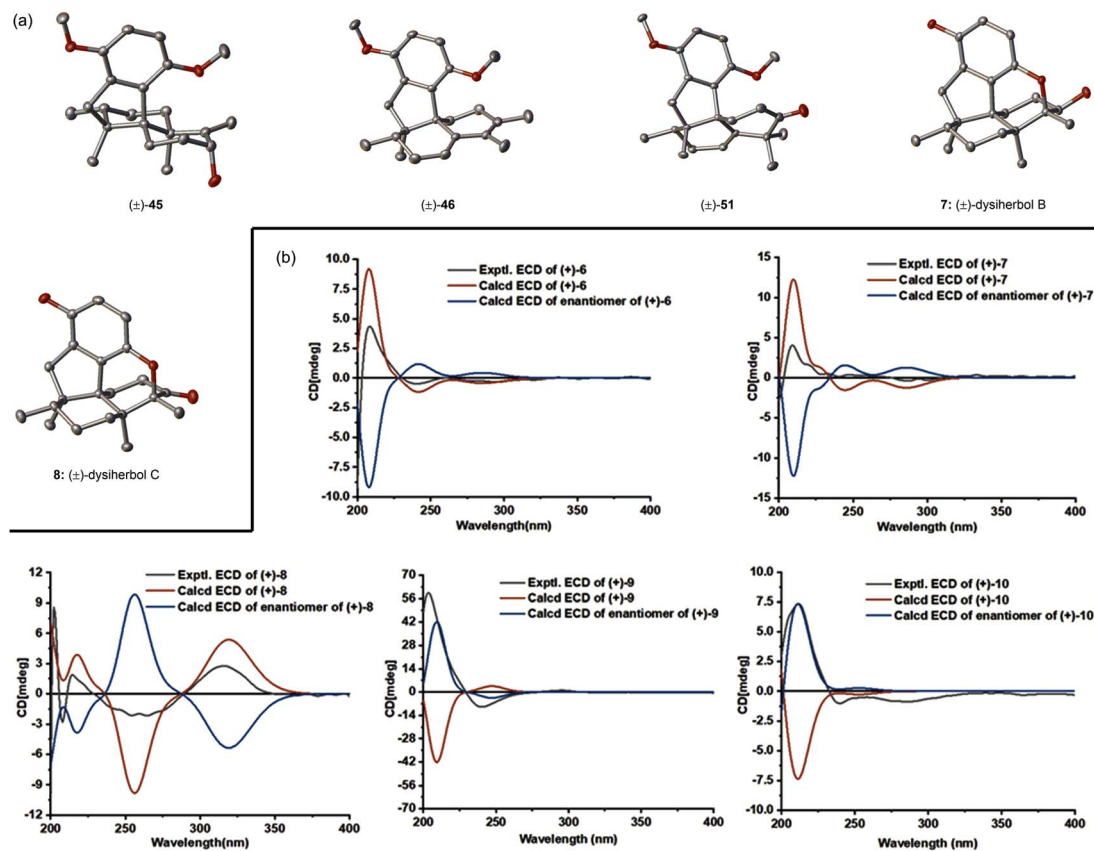 (a)
(±)-45
(±)-46
(±)-51
7: (±)-dysiherbol B
8: (±)-dysiherbol C
(b)
Exptl. ECD of (+)-6
Calcd ECD of (+)-6
Calcd ECD of enantiomer of (+)-6
CD[mdeg]
10.0
7.5
5.0
2.5
0.0
-2.5
-5.0
-7.5
-10.0
200 250 300 350 400
Wavelength(nm)
Exptl. ECD of (+)-7
Calcd ECD of (+)-7
Calcd ECD of enantiomer of (+)-7
CD[mdeg]
15
10
5
0
-5
-10
-15
200 250 300 350 400
Wavelength (nm)
Exptl. ECD of (+)-8
Calcd ECD of (+)-8
Calcd ECD of enantiomer of (+)-8
CD[mdeg]
12
9
6
3
0
-3
-6
-9
-12
200 250 300 350 400
Wavelength(nm)
Exptl. ECD of (+)-9
Calcd ECD of (+)-9
Calcd ECD of enantiomer of (+)-9
CD[mdeg]
70
56
42
28
14
0
-14
-28
-42
-56
-70
200 250 300 350 400
Wavelength (nm)
Exptl. ECD of (+)-10
Calcd ECD of (+)-10
Calcd ECD of enantiomer of (+)-10
CD[mdeg]
10.0
7.5
5.0
2.5
0.0
-2.5
-5.0
-7.5
-10.0
200 250 300 350 400
Wavelength (nm)